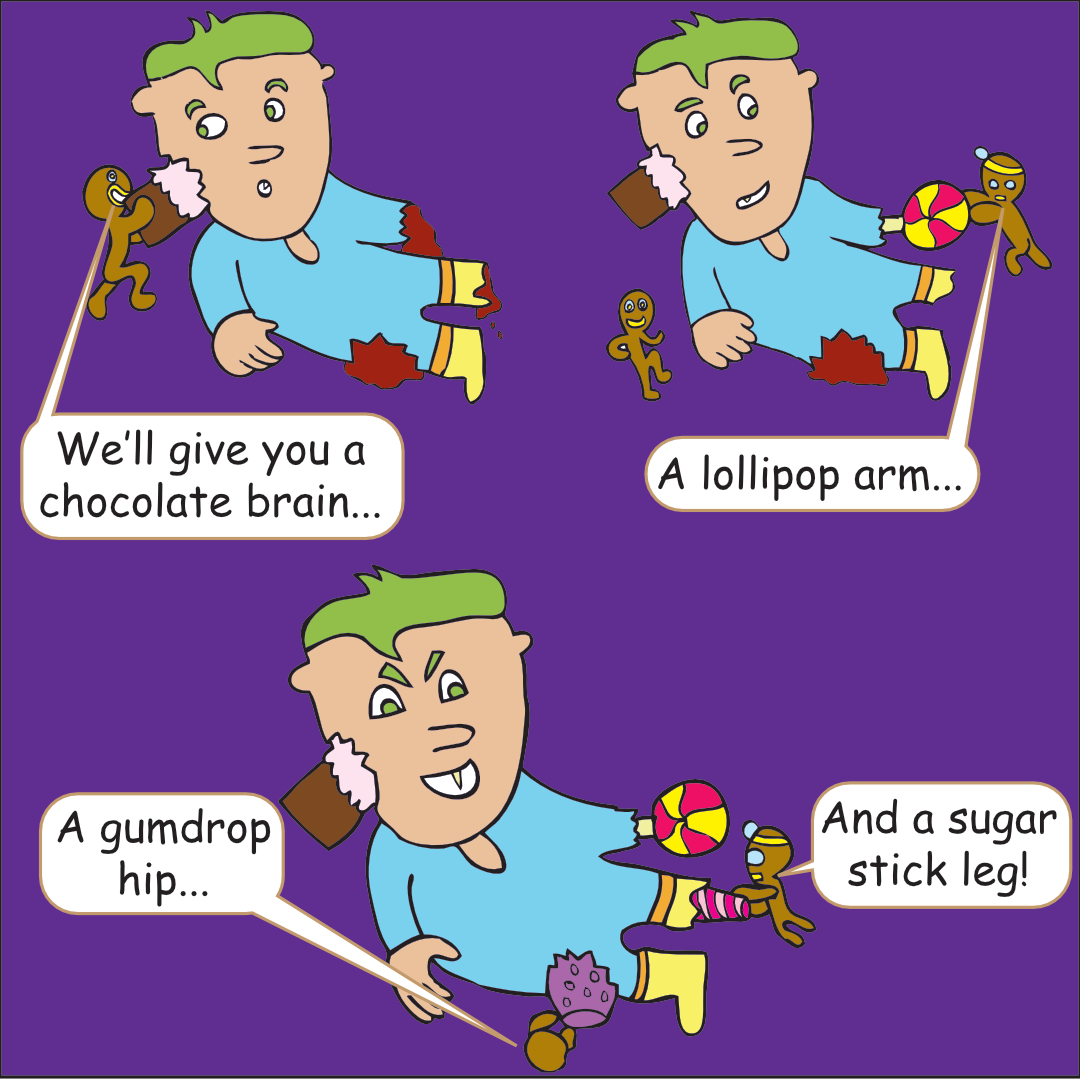 We'll give you a
chocolate brain...
A lollipop arm...
A gumdrop
hip...
And a sugar
stick leg!